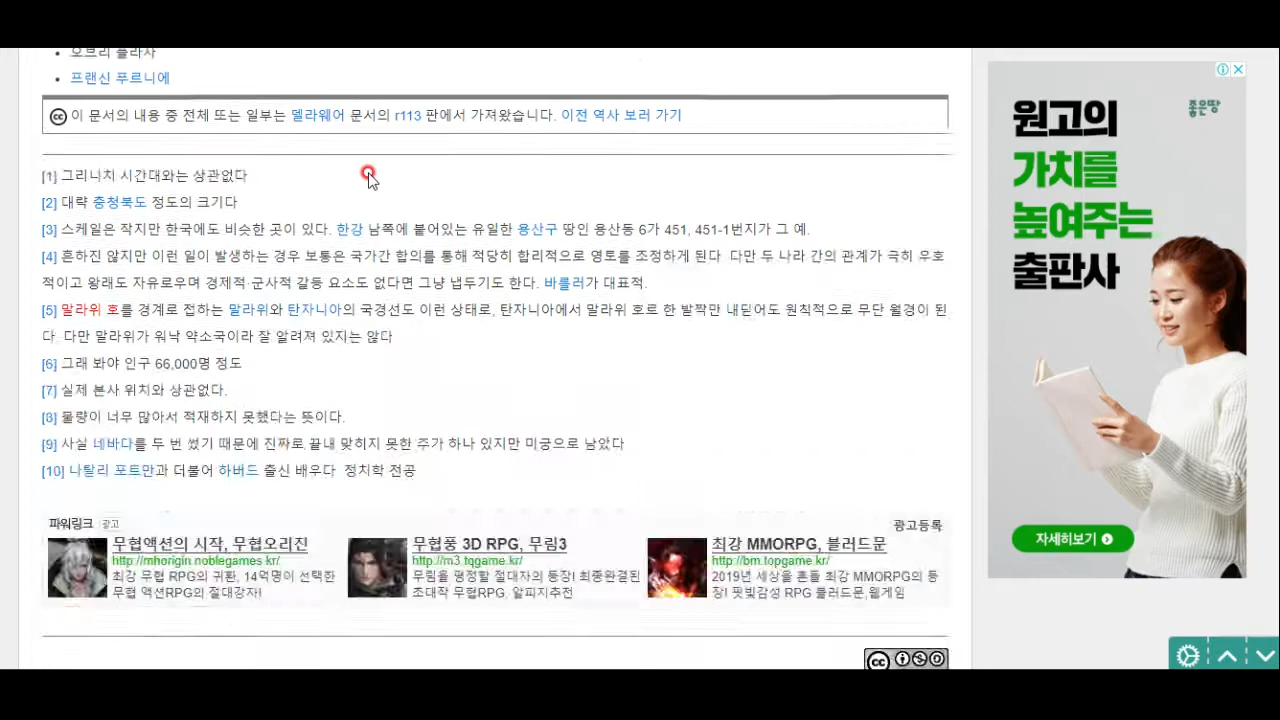 오브리 플라자
프랜신 푸르니에
이 문서의 내용 중 전체 또는 일부는 델라웨어 문서의 r113 판에서 가져왔습니다. 이전 역사 보러 가기
[1] 그리니치 시간대와는 상관없다
[2] 대략 충청북도 정도의 크기다
[3] 스케일은 작지만 한국에도 비슷한 곳이 있다. 한강 남쪽에 붙어있는 유일한 용산구 땅인 용산동 6가 451, 451-1번지가 그 예.
[4] 흔하진 않지만 이런 일이 발생하는 경우 보통은 국가간 합의를 통해 적당히 합리적으로 영토를 조정하게 된다 다만 두 나라 간의 관계가 극히 우호
적이고 왕래도 자유로우며 경제적·군사적 갈등 요소도 없다면 그냥 냅두기도 한다. 바를러가 대표적.
[5] 말라위 호를 경계로 접하는 말라위와 탄자니아의 국경선도 이런 상태로, 탄자니아에서 말라위 호로 한 발짝만 내딛어도 원칙적으로 무단 월경이 된
다. 다만 말라위가 워낙 약소국이라 잘 알려져 있지는 않다
[6] 그래 봐야 인구 66,000명 정도
[7] 실제 본사 위치와 상관없다.
[8] 물량이 너무 많아서 적재하지 못했다는 뜻이다.
[9] 사실 네바다를 두 번 썼기 때문에 진짜로 끝내 맞히지 못한 주가 하나 있지만 미궁으로 남았다
[10] 나탈리 포트만과 더불어 하버드 출신 배우다 정치학 전공
파워링크 광고
광고등록
무협액션의 시작, 무협오리진
http://mhorigin.noblegames.kr/
최강 무협 RPG의 귀환, 14억명이 선택한
무협 액션RPG의 절대강자!
무협풍 3D RPG, 무림3
http://m3.tqgame.kr/
무림을 평정할 절대자의 등장! 최종완결된
초대작 무협RPG, 알피지추천
최강 MMORPG, 블러드문
http://bm.topgame.kr/
2019년 세상을 흔들 최강 MMORPG의 등
장! 핏빛감성 RPG 블러드문,웹게임
cc
좋은땅
원고의
가치를
높여주는
출판사
자세히보기